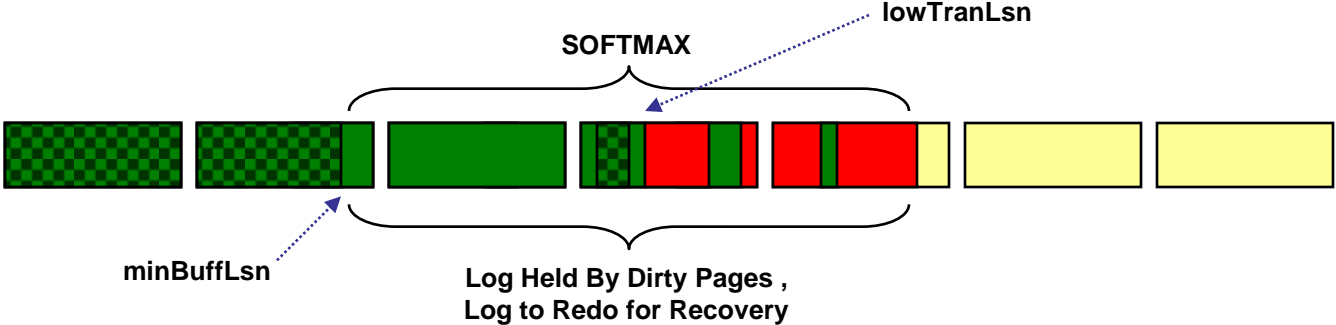 lowTranLsn
SOFTMAX
minBuffLsn
Log Held By Dirty Pages ,
Log to Redo for Recovery